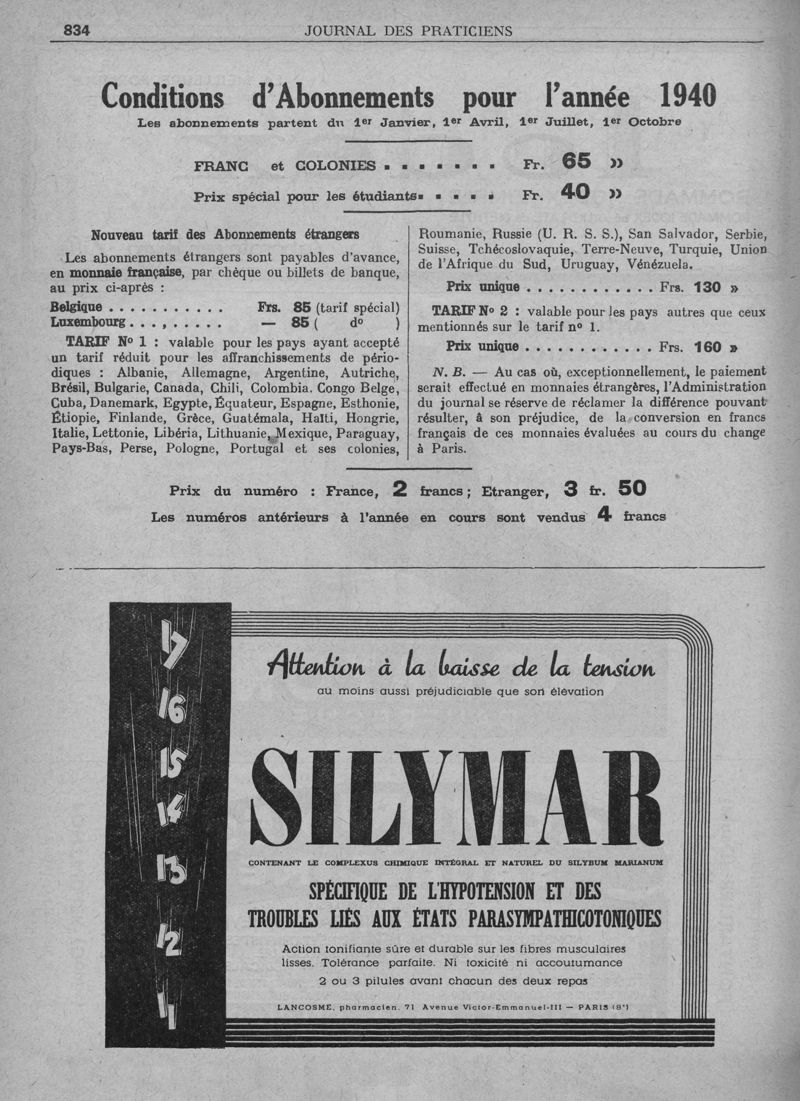 834
JOURNAL DES PRATICIENS
Conditions d'Abonnements pour l'année 1940
Les abonnements partent du 1er Janvier, 1er Avril, 1er Juillet, 1er Octobre
FRANC et COLONIES . . . . . . . Fr. 65 »
Prix spécial pour les étudiants. . . . . Fr. 40 »
Nouveau tarif des Abonnements étrangers
Les abonnements étrangers sont payables d'avance,
en monnaie française, par chèque ou billets de banque,
au prix ci-après :
Belgique . . . . . . . . . . . Frs. 85 (tarif spécial)
Luxembourg . . . , . . . . . — 85 ( do )
TARIF No 1 : valable pour les pays ayant accepté
un tarif réduit pour les affranchissements de pério-
diques : Albanie, Allemagne, Argentine, Autriche,
Brésil, Bulgarie, Canada, Chili, Colombia. Congo Belge,
Cuba, Danemark, Egypte, Équateur, Espagne, Esthonie,
Étiopie, Finlande, Grèce, Guatémala, Haïti, Hongrie,
Italie, Lettonie, Libéria, Lithuanie, Mexique, Paraguay,
Pays-Bas, Perse, Pologne, Portugal et ses colonies,
Roumanie, Russie (U. R. S. S.), San Salvador, Serbie,
Suisse, Tchécoslovaquie, Terre-Neuve, Turquie, Union
de l'Afrique du Sud, Uruguay, Vénézuela.
Prix unique . . . . . . . . . . . . Frs. 130 »
TARIF No 2 : valable pour les pays autres que ceux
mentionnés sur le tarif no 1.
Prix unique . . . . . . . . . . . . Frs. 160 »
N. B. — Au cas où, exceptionnellement, le paiement
serait effectué en monnaies étrangères, l'Administration
du journal se réserve de réclamer la différence pouvant
résulter, à son préjudice, de la conversion en francs
français de ces monnaies évaluées au cours du change
à Paris.
Prix du numéro : France, 2 francs ; Etranger, 3 fr. 50
Les numéros antérieurs à l'année en cours sont vendus 4 francs
17
16
15
14
13
12
11
Attention à la baisse de la tension
au moins aussi préjudiciable que son élévation
SILYMAR
CONTENANT LE COMPLEXUS CHIMIQUE INTÉGRAL ET NATUREL DU SILYBUM MARIANUM
SPÉCIFIQUE DE L'HYPOTENSION ET DES
TROUBLES LIÉS AUX ÉTATS PARASYMPATHICOTONIQUES
Action tonifiante sûre et durable sur les fibres musculaires
lisses. Tolérance parfaite. Ni toxicité ni accoutumance
2 ou 3 pilules avant chacun des deux repas
LANCOSME, pharmacien. 71 Avenue Victor-Emmanuel-III — PARIS (8e)